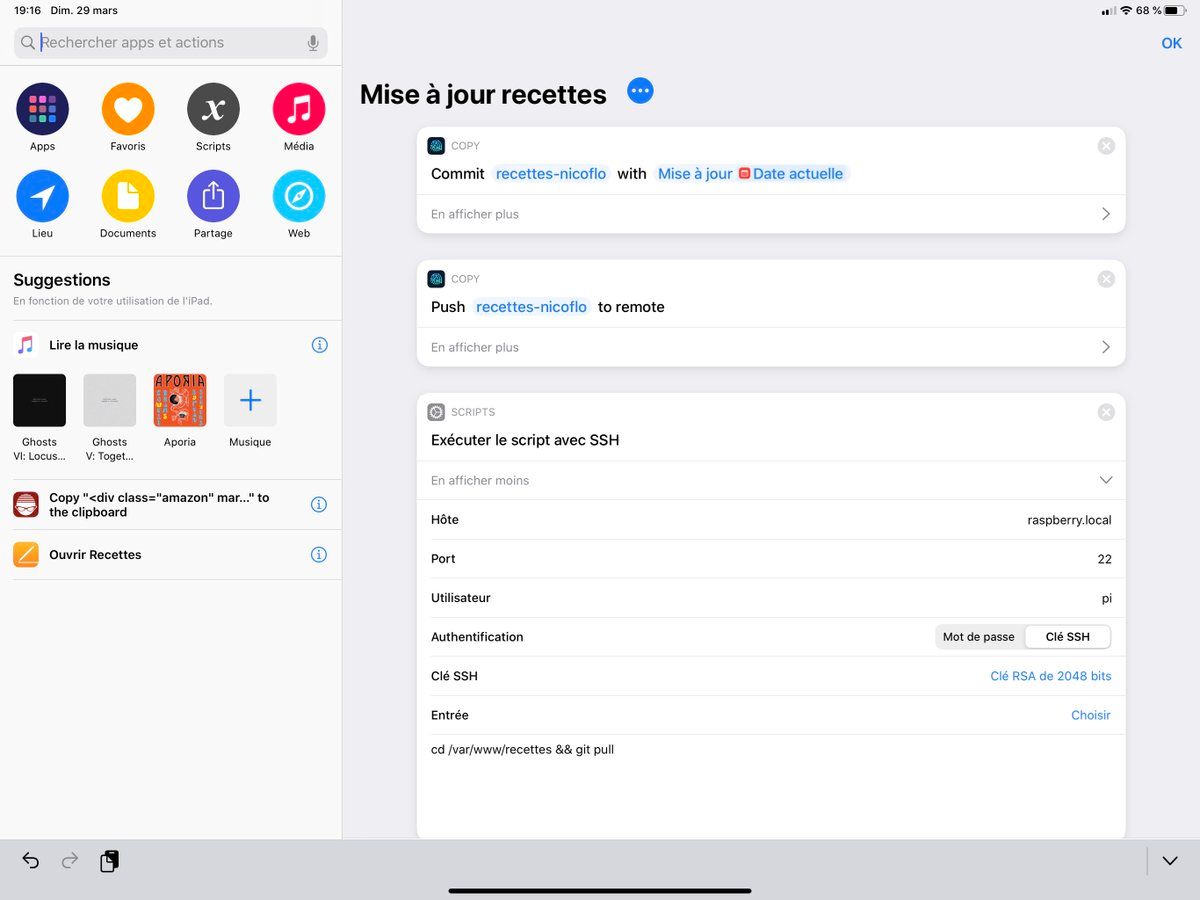 19:16 Dim. 29 mars
68 %
Rechercher apps et actions
OK
Apps
Favoris
Scripts
Média
Lieu
Documents
Partage
Web
Suggestions
En fonction de votre utilisation de l'iPad.
Lire la musique
Ghosts
VI: Locus...
Ghosts
V: Toget...
APORIA
Aporia
Musique
Copy "<div class="amazon" mar..." to
the clipboard
Ouvrir Recettes
Mise à jour recettes
COPY
Commit recettes-nicoflo with Mise à jour Date actuelle
En afficher plus
COPY
Push recettes-nicoflo to remote
En afficher plus
SCRIPTS
Exécuter le script avec SSH
En afficher moins
Hôte raspberry.local
Port 22
Utilisateur pi
Authentification Mot de passe Clé SSH
Clé SSH Clé RSA de 2048 bits
Entrée Choisir
cd /var/www/recettes && git pull